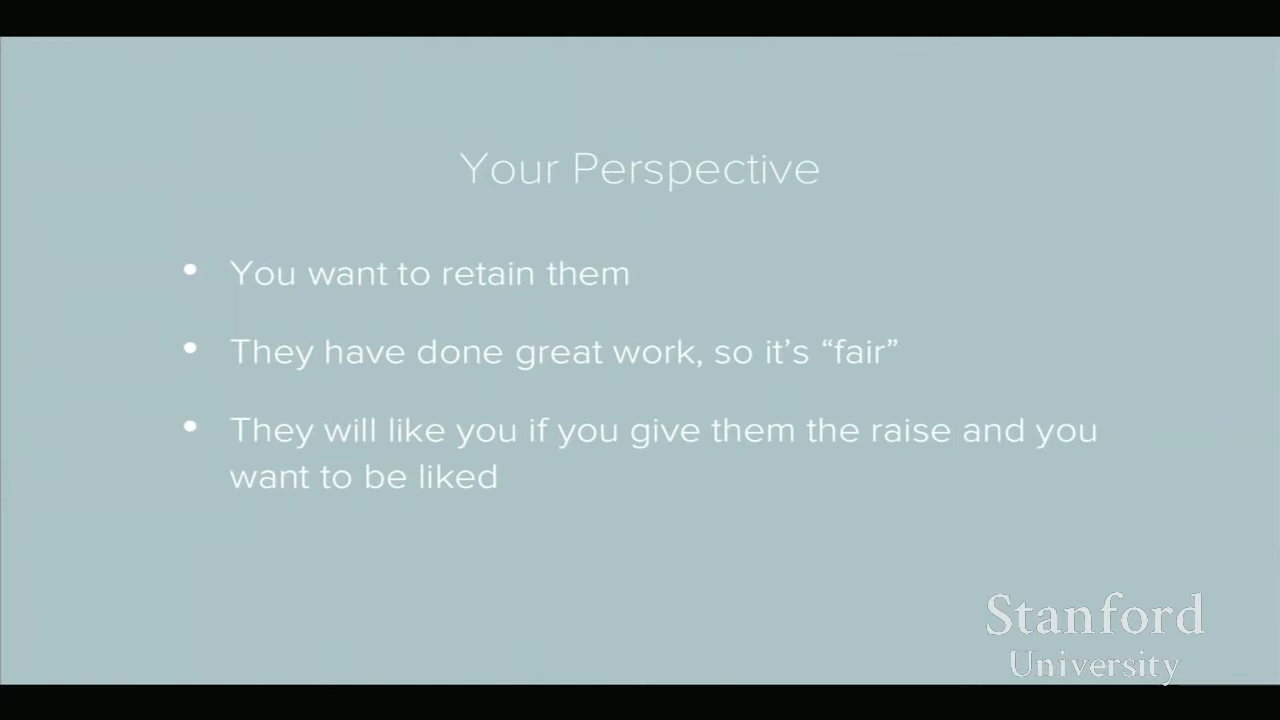 Your Perspective
• You want to retain them
• They have done great work, so it’s “fair”
• They will like you if you give them the raise and you
want to be liked
Stanford
University